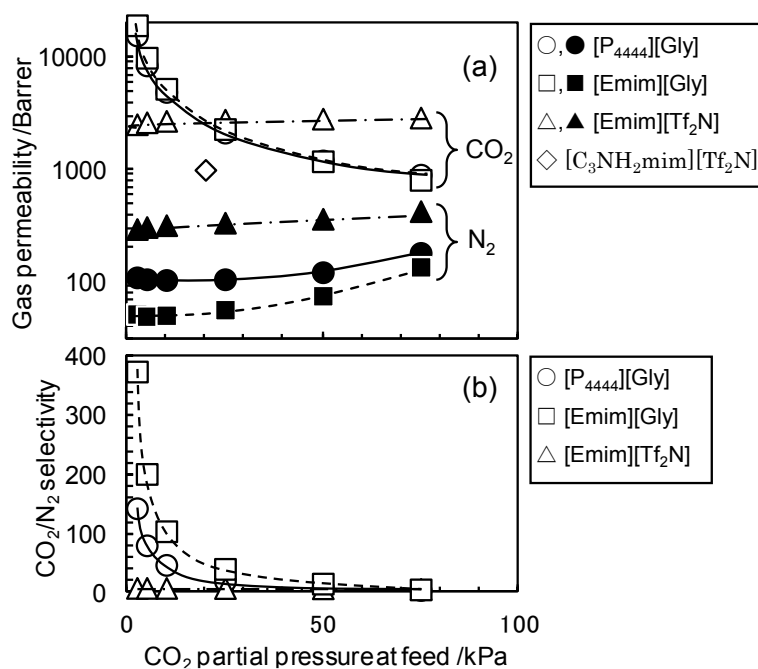 Gas permeability /Barrer
10000
1000
100
(a)
CO₂
N₂
○,● [P₄₄₄₄][Gly]
□,■ [Emim][Gly]
△,▲ [Emim][Tf₂N]
◇ [C₃NH₂mim][Tf₂N]
CO₂/N₂ selectivity
400
300
200
100
0
(b)
○ [P₄₄₄₄][Gly]
□ [Emim][Gly]
△ [Emim][Tf₂N]
0 50 100
CO₂ partial pressure at feed /kPa